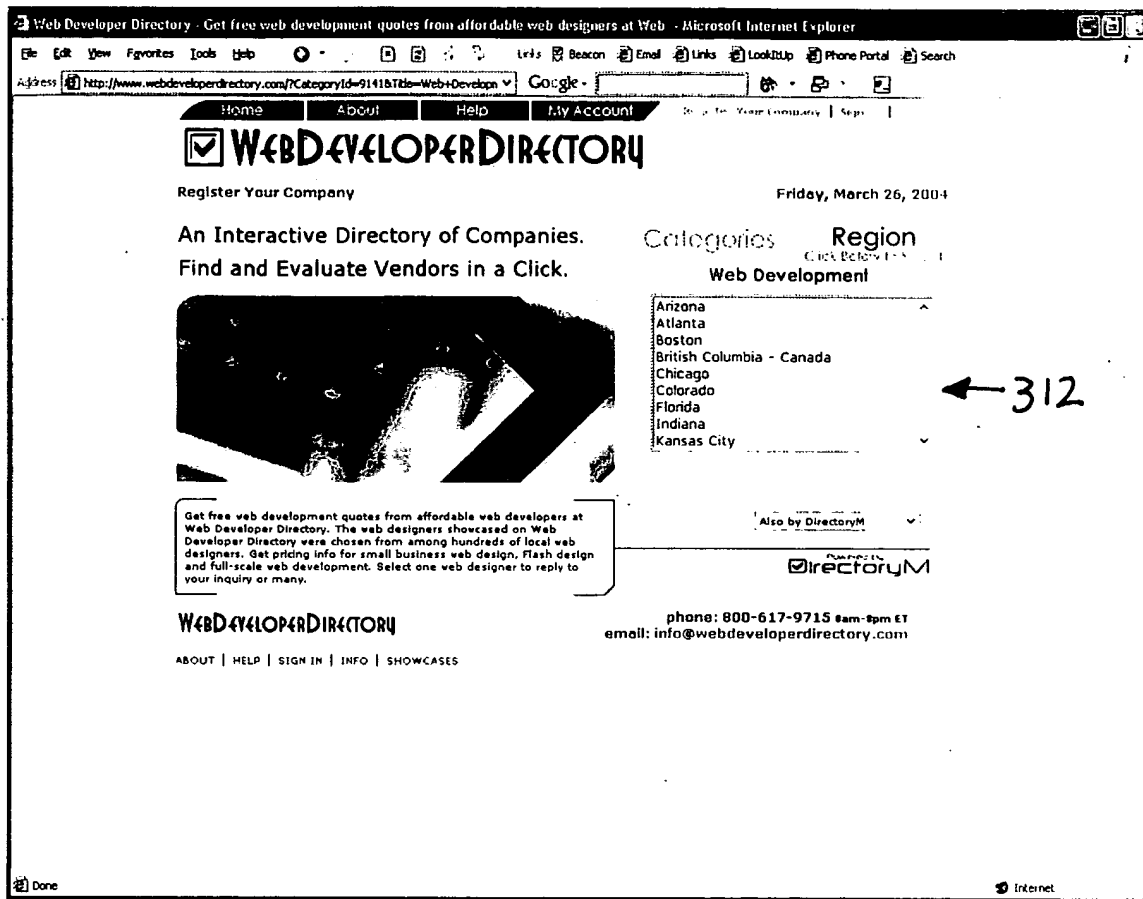 Web Developer Directory - Get free web development quotes from affordable web designers at Web - Microsoft Internet Explorer
File Edit View Favorites Tools Help Links Beacon Email Links LookItUp Phone Portal Search
Address http://www.webdeveloperdirectory.com/?CategoryId=9141&Title=Web+Developn Google
Home About Help My Account Your Company | Sign |
WEBDEVELOPERDIRECTORY
Register Your Company Friday, March 26, 2004
An Interactive Directory of Companies.
Find and Evaluate Vendors in a Click.
Categories Region
Click Below
Web Development
Arizona
Atlanta
Boston
British Columbia - Canada
Chicago
Colorado
Florida
Indiana
Kansas City
312
Get free web development quotes from affordable web developers at
Web Developer Directory. The web designers showcased on Web
Developer Directory were chosen from among hundreds of local web
designers. Get pricing info for small business web design, Flash design
and full-scale web development. Select one web designer to reply to
your inquiry or many.
Also by DirectoryM
Powered by
DirectoryM
WEBDEVELOPERDIRECTORY
phone: 800-617-9715 8am-8pm ET
email: info@webdeveloperdirectory.com
ABOUT | HELP | SIGN IN | INFO | SHOWCASES
Done Internet